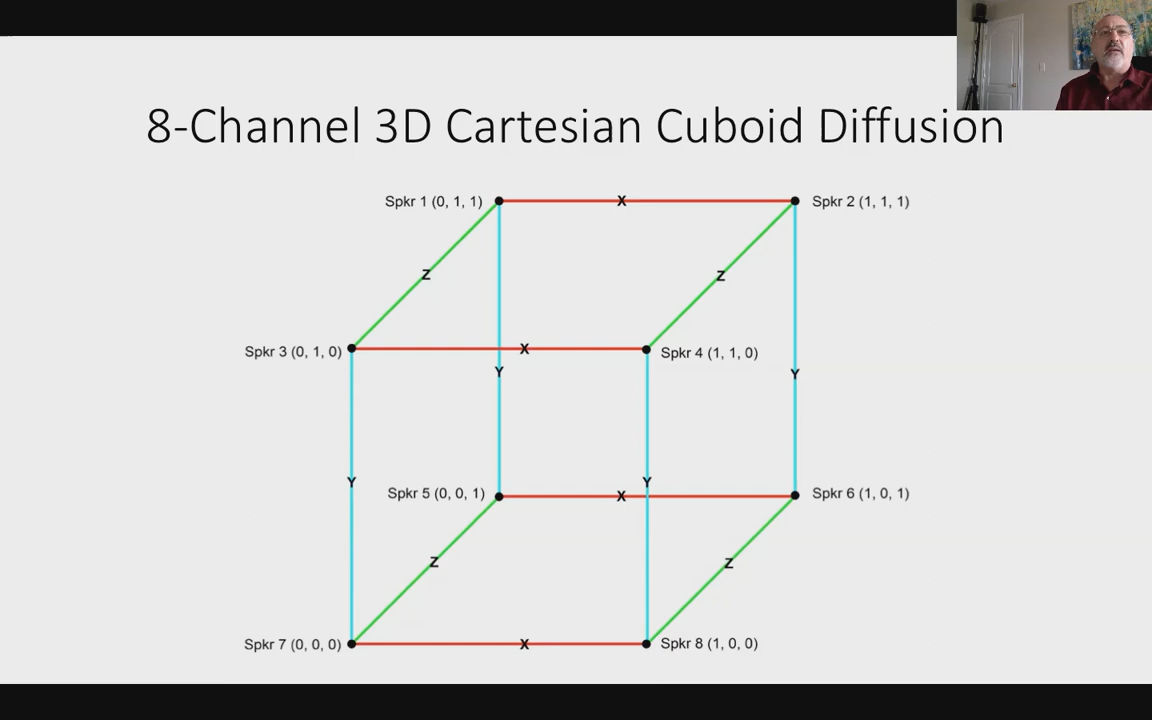 8-Channel 3D Cartesian Cuboid Diffusion
Spkr 1 (0, 1, 1)
X
Spkr 2 (1, 1, 1)
Z
Z
Spkr 3 (0, 1, 0)
X
Spkr 4 (1, 1, 0)
Y
Y
Y
Y
Spkr 5 (0, 0, 1)
X
Spkr 6 (1, 0, 1)
Z
Z
Spkr 7 (0, 0, 0)
X
Spkr 8 (1, 0, 0)